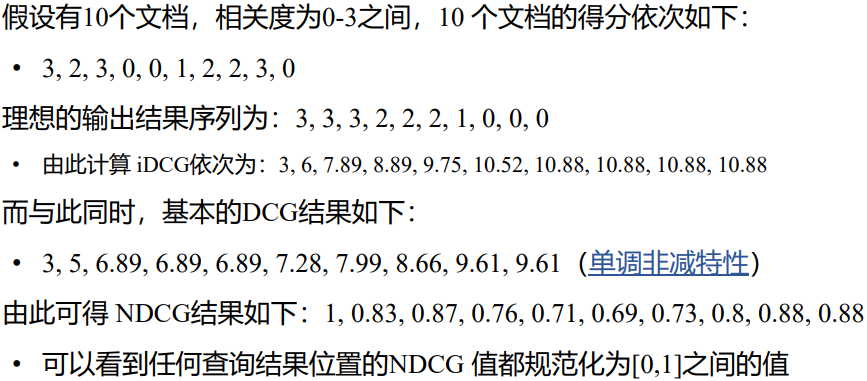 假设有10个文档，相关度为0-3之间，10 个文档的得分依次如下：
• 3, 2, 3, 0, 0, 1, 2, 2, 3, 0
理想的输出结果序列为：3, 3, 3, 2, 2, 2, 1, 0, 0, 0
• 由此计算 iDCG依次为：3, 6, 7.89, 8.89, 9.75, 10.52, 10.88, 10.88, 10.88, 10.88
而与此同时，基本的DCG结果如下：
• 3, 5, 6.89, 6.89, 6.89, 7.28, 7.99, 8.66, 9.61, 9.61（单调非减特性）
由此可得 NDCG结果如下：1, 0.83, 0.87, 0.76, 0.71, 0.69, 0.73, 0.8, 0.88, 0.88
• 可以看到任何查询结果位置的NDCG 值都规范化为[0,1]之间的值